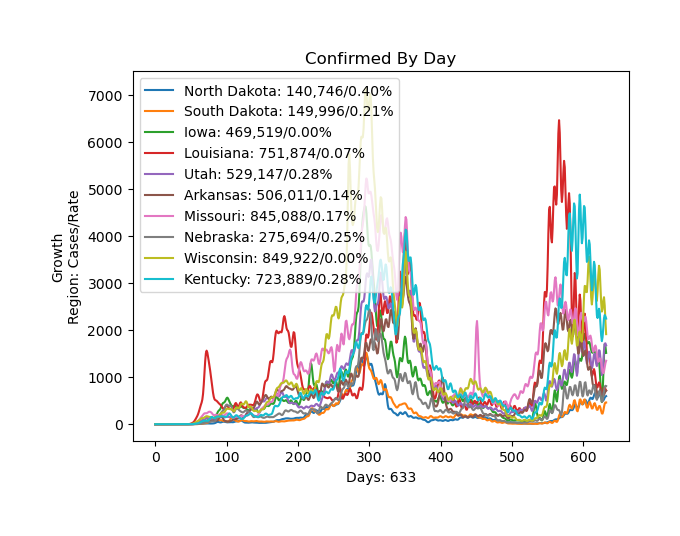 Confirmed By Day
Growth
Region: Cases/Rate
7000
6000
5000
4000
3000
2000
1000
0
North Dakota: 140,746/0.40%
South Dakota: 149,996/0.21%
Iowa: 469,519/0.00%
Louisiana: 751,874/0.07%
Utah: 529,147/0.28%
Arkansas: 506,011/0.14%
Missouri: 845,088/0.17%
Nebraska: 275,694/0.25%
Wisconsin: 849,922/0.00%
Kentucky: 723,889/0.28%
0 100 200 300 400 500 600
Days: 633